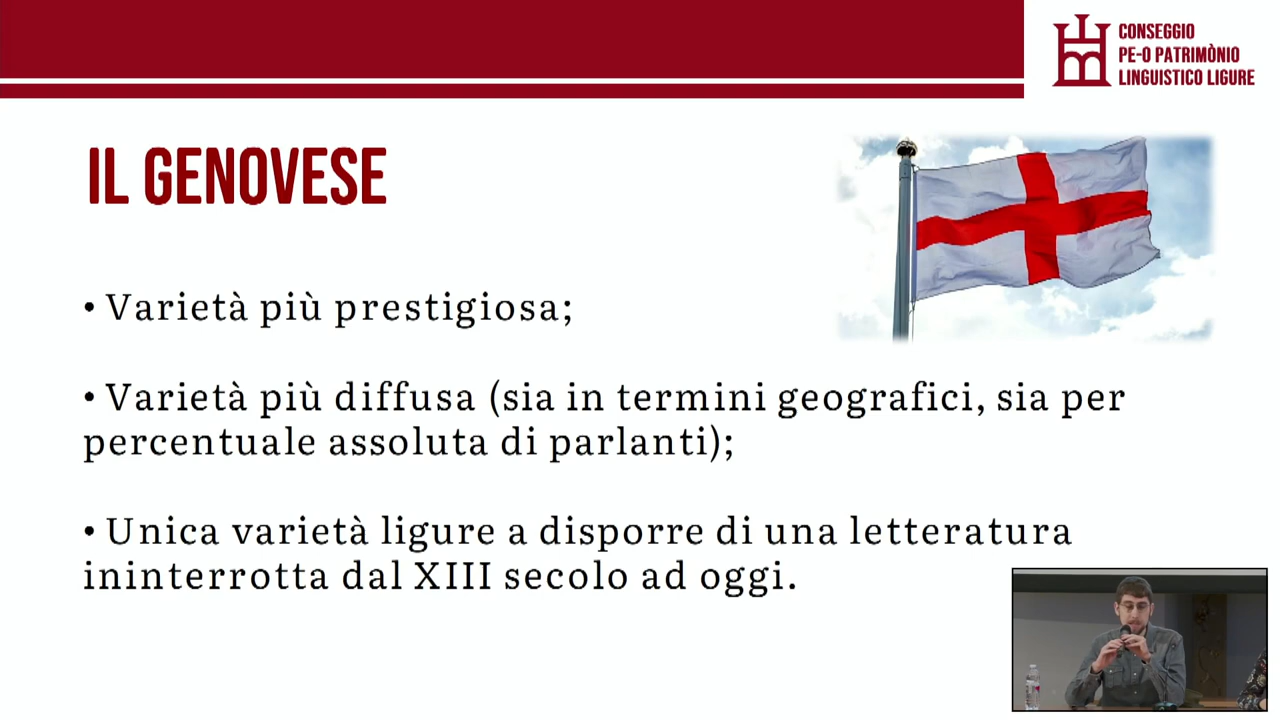 CONSEGGIO
PE-O PATRIMÒNIO
LINGUISTICO LIGURE
IL GENOVESE
• Varietà più prestigiosa;
• Varietà più diffusa (sia in termini geografici, sia per
percentuale assoluta di parlanti);
• Unica varietà ligure a disporre di una letteratura
ininterrotta dal XIII secolo ad oggi.